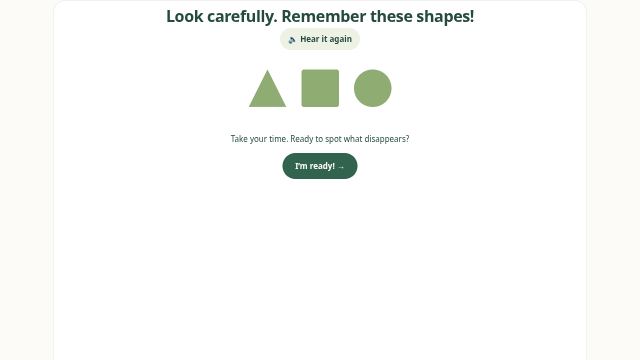 Look carefully. Remember these shapes!
🔈 Hear it again
Take your time. Ready to spot what disappears?
I'm ready! →